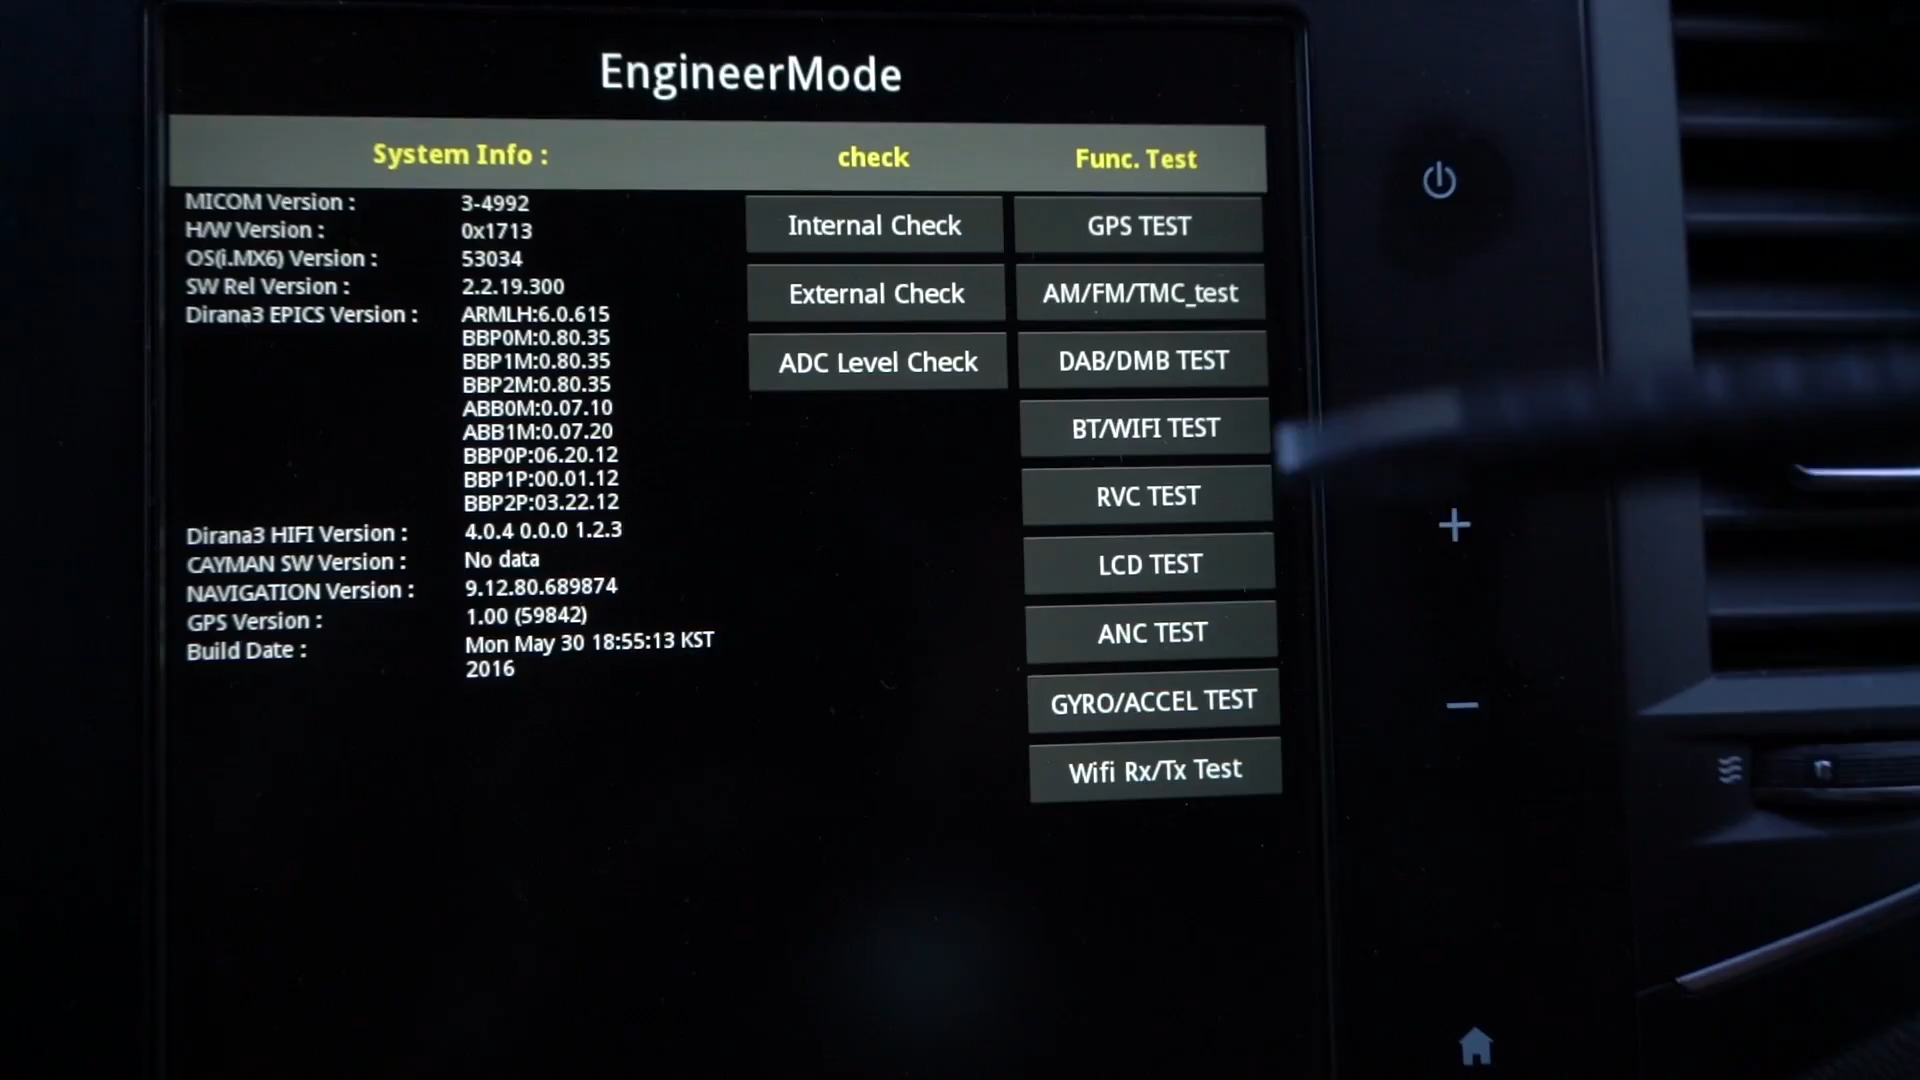 EngineerMode
System Info :
check
Func. Test
MICOM Version : 3-4992
H/W Version : 0x1713
OS(i.MX6) Version : 53034
SW Rel Version : 2.2.19.300
Dirana3 EPICS Version : ARMLH:6.0.615
BBP0M:0.80.35
BBP1M:0.80.35
BBP2M:0.80.35
ABB0M:0.07.10
ABB1M:0.07.20
BBP0P:06.20.12
BBP1P:00.01.12
BBP2P:03.22.12
Dirana3 HIFI Version : 4.0.4 0.0.0 1.2.3
CAYMAN SW Version : No data
NAVIGATION Version : 9.12.80.689874
GPS Version : 1.00 (59842)
Build Date : Mon May 30 18:55:13 KST
2016
Internal Check
External Check
ADC Level Check
GPS TEST
AM/FM/TMC_test
DAB/DMB TEST
BT/WIFI TEST
RVC TEST
LCD TEST
ANC TEST
GYRO/ACCEL TEST
Wifi Rx/Tx Test